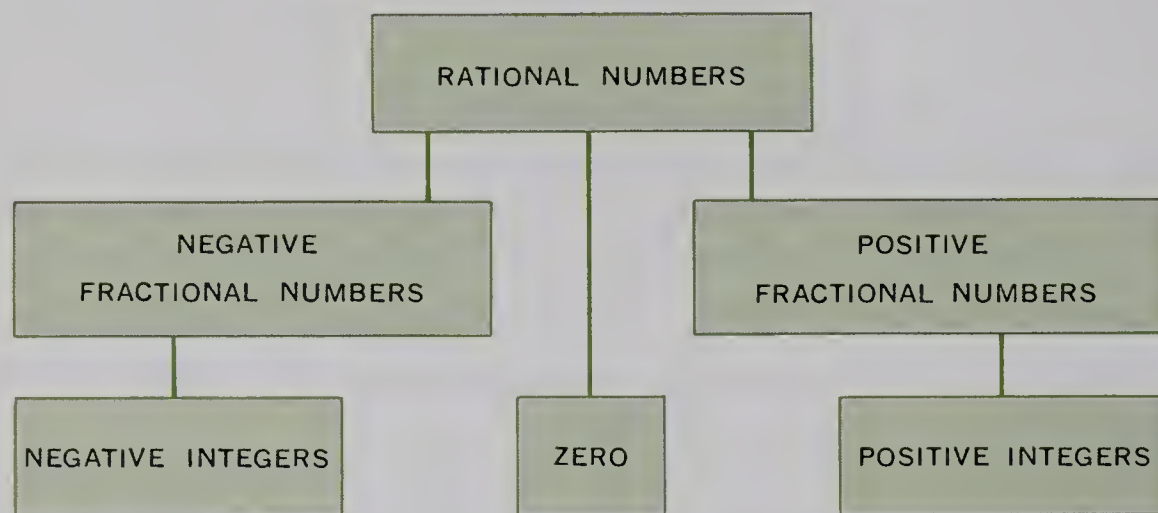 RATIONAL NUMBERS
NEGATIVE
FRACTIONAL NUMBERS
POSITIVE
FRACTIONAL NUMBERS
NEGATIVE INTEGERS
ZERO
POSITIVE INTEGERS